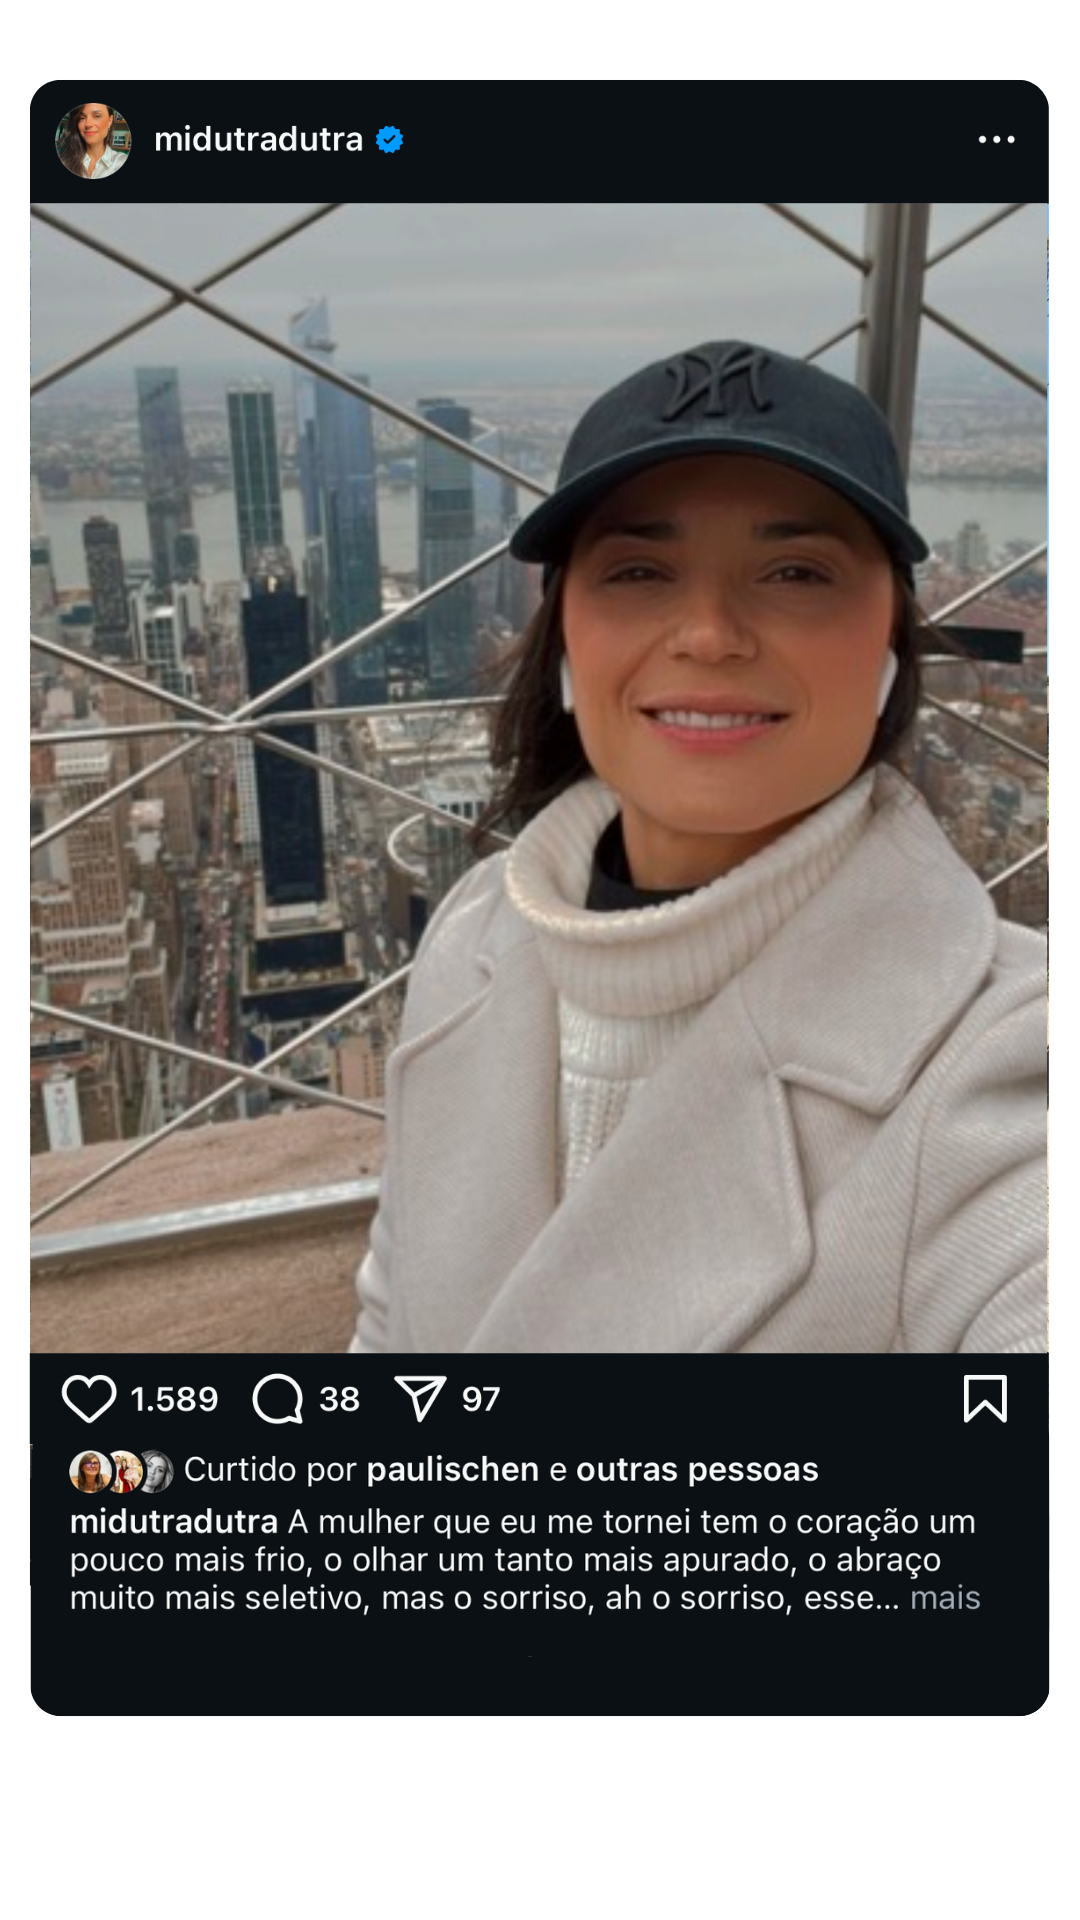 midutradutra
1.589 38 97
Curtido por paulischen e outras pessoas
midutradutra A mulher que eu me tornei tem o coração um
pouco mais frio, o olhar um tanto mais apurado, o abraço
muito mais seletivo, mas o sorriso, ah o sorriso, esse... mais